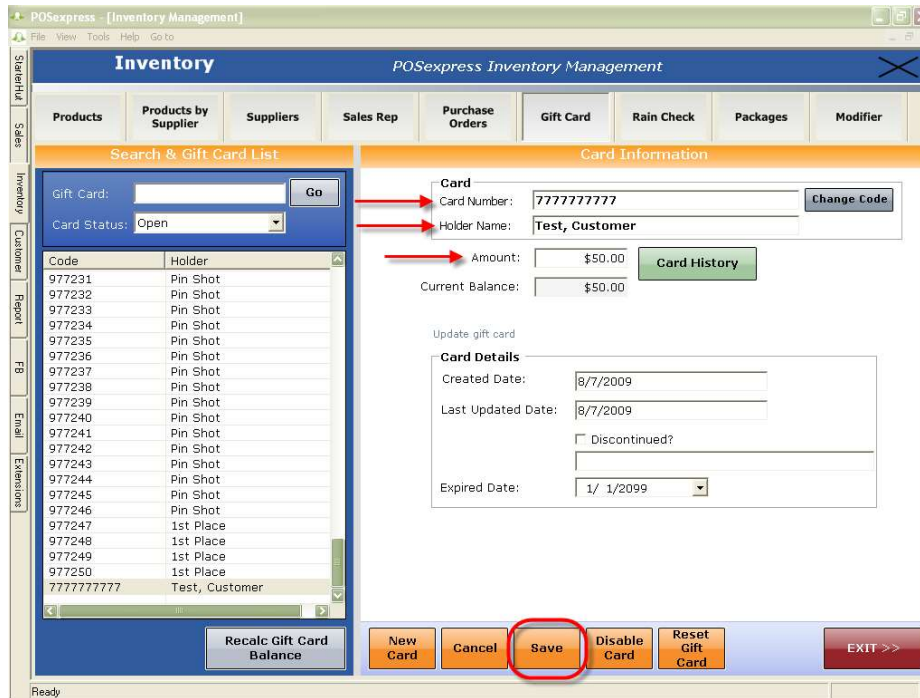 POSexpress - [Inventory Management]
File View Tools Help Go to
StarterHut
Sales
Inventory
Customer
Report
FB
Email
Extensions
Inventory
POSexpress Inventory Management
Products
Products by
Supplier
Suppliers
Sales Rep
Purchase
Orders
Gift Card
Rain Check
Packages
Modifier
Search & Gift Card List
Gift Card:
Go
Card Status: Open
Code Holder
977231 Pin Shot
977232 Pin Shot
977233 Pin Shot
977234 Pin Shot
977235 Pin Shot
977236 Pin Shot
977237 Pin Shot
977238 Pin Shot
977239 Pin Shot
977240 Pin Shot
977241 Pin Shot
977242 Pin Shot
977243 Pin Shot
977244 Pin Shot
977245 Pin Shot
977246 Pin Shot
977247 1st Place
977248 1st Place
977249 1st Place
977250 1st Place
7777777777 Test, Customer
Recalc Gift Card
Balance
Card Information
Card
Card Number: 7777777777 Change Code
Holder Name: Test, Customer
Amount: $50.00
Card History
Current Balance: $50.00
Update gift card
Card Details
Created Date: 8/7/2009
Last Updated Date: 8/7/2009
Discontinued?
Expired Date: 1/ 1/2099
New
Card
Cancel
Save
Disable
Card
Reset
Gift
Card
EXIT >>
Ready